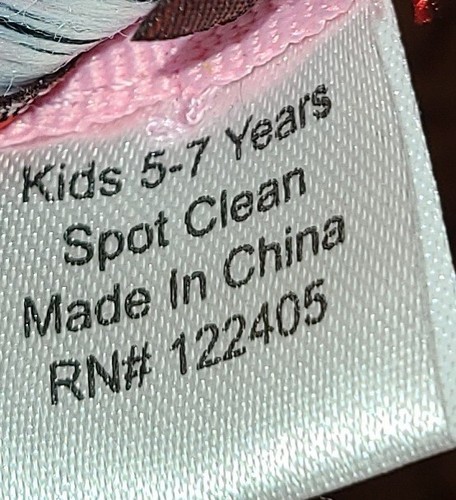 Kids 5-7 Years
Spot Clean
Made In China
RN# 122405